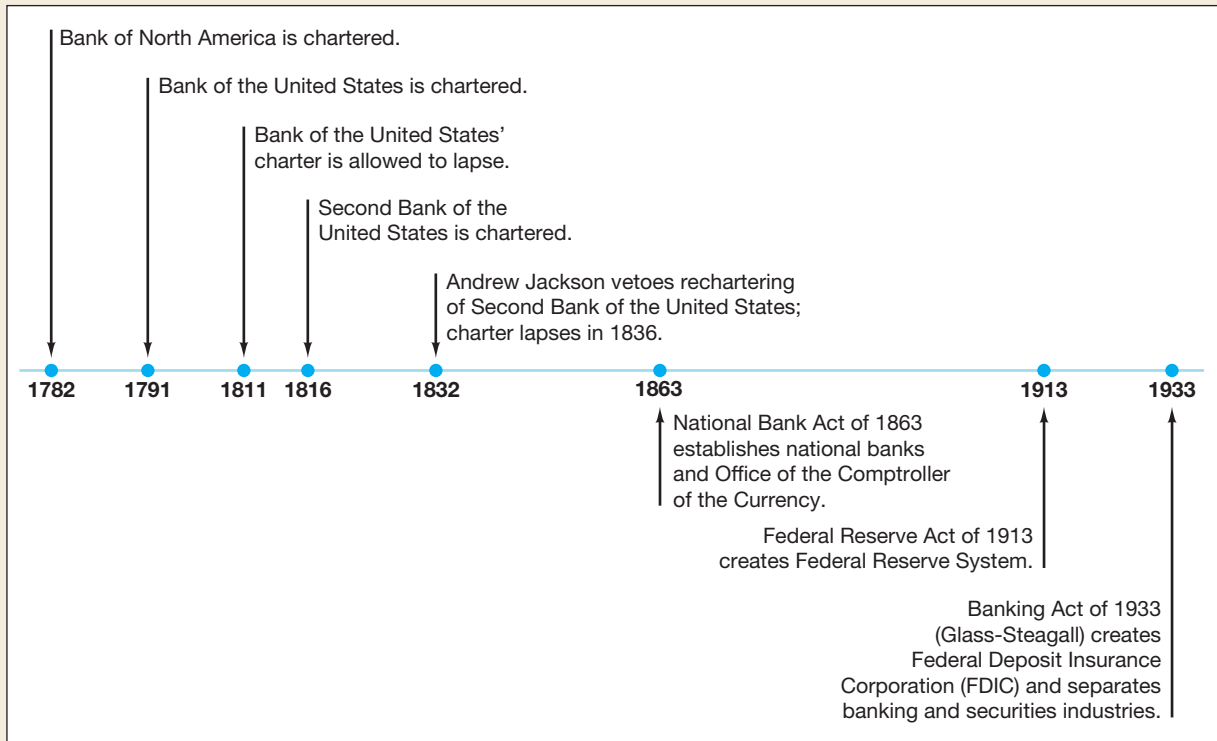 Bank of North America is chartered.
Bank of the United States is chartered.
Bank of the United States’
charter is allowed to lapse.
Second Bank of the
United States is chartered.
Andrew Jackson vetoes rechartering
of Second Bank of the United States;
charter lapses in 1836.
1782 1791 1811 1816 1832 1863 1913 1933
National Bank Act of 1863
establishes national banks
and Office of the Comptroller
of the Currency.
Federal Reserve Act of 1913
creates Federal Reserve System.
Banking Act of 1933
(Glass-Steagall) creates
Federal Deposit Insurance
Corporation (FDIC) and separates
banking and securities industries.